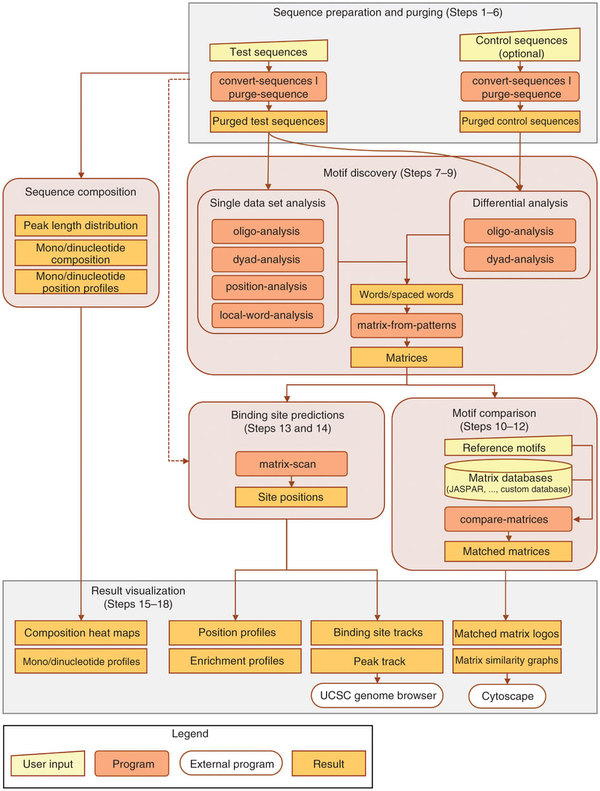 Sequence preparation and purging (Steps 1–6)
Test sequences
Control sequences
(optional)
convert-sequences I
purge-sequence
convert-sequences I
purge-sequence
Purged test sequences
Purged control sequences
Sequence composition
Peak length distribution
Mono/dinucleotide
composition
Mono/dinucleotide
position profiles
Motif discovery (Steps 7–9)
Single data set analysis
oligo-analysis
dyad-analysis
position-analysis
local-word-analysis
Differential analysis
oligo-analysis
dyad-analysis
Words/spaced words
matrix-from-patterns
Matrices
Binding site predictions
(Steps 13 and 14)
matrix-scan
Site positions
Motif comparison
(Steps 10–12)
Reference motifs
Matrix databases
(JASPAR, ..., custom database)
compare-matrices
Matched matrices
Result visualization
(Steps 15–18)
Composition heat maps
Mono/dinucleotide profiles
Position profiles
Enrichment profiles
Binding site tracks
Peak track
UCSC genome browser
Matched matrix logos
Matrix similarity graphs
Cytoscape
Legend
User input
Program
External program
Result